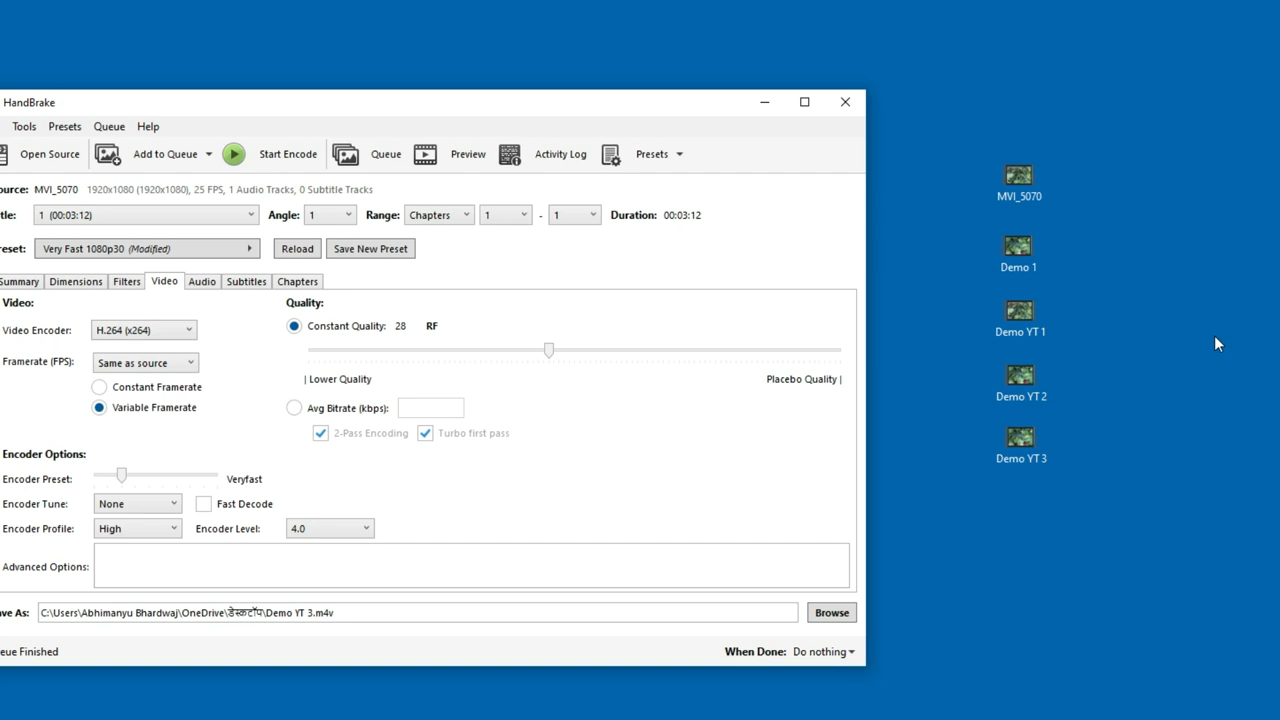 HandBrake
Tools Presets Queue Help
Open Source Add to Queue Start Encode Queue Preview Activity Log Presets
ource: MVI_5070 1920x1080 (1920x1080), 25 FPS, 1 Audio Tracks, 0 Subtitle Tracks
tle: 1 (00:03:12) Angle: 1 Range: Chapters 1 - 1 Duration: 00:03:12
reset: Very Fast 1080p30 (Modified) Reload Save New Preset
Summary Dimensions Filters Video Audio Subtitles Chapters
Video: Quality:
Video Encoder: H.264 (x264) Constant Quality: 28 RF
Framerate (FPS): Same as source
| Lower Quality Placebo Quality |
Constant Framerate
Variable Framerate Avg Bitrate (kbps):
2-Pass Encoding Turbo first pass
Encoder Options:
Encoder Preset: Veryfast
Encoder Tune: None Fast Decode
Encoder Profile: High Encoder Level: 4.0
Advanced Options:
ave As: C:\Users\Abhimanyu Bhardwaj\OneDrive\डेस्कटॉप\Demo YT 3.m4v Browse
eue Finished When Done: Do nothing
MVI_5070
Demo 1
Demo YT 1
Demo YT 2
Demo YT 3